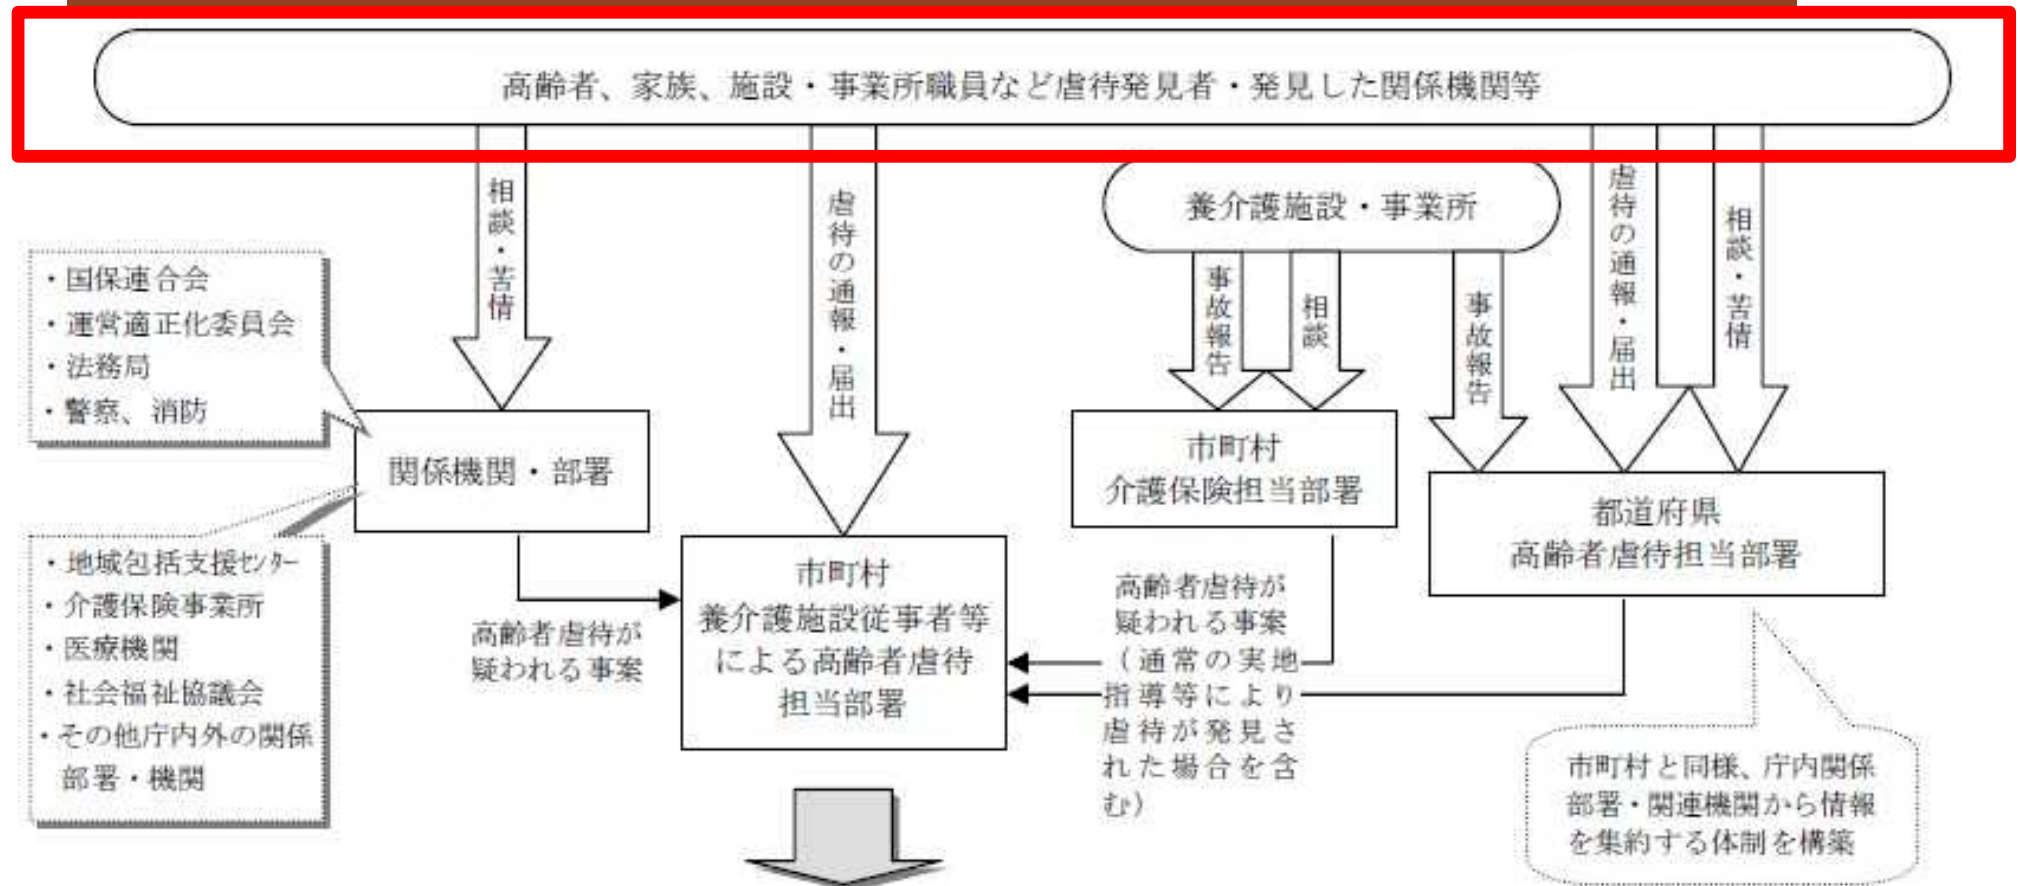 高齢者、家族、施設・事業所職員など虐待発見者・発見した関係機関等
相談・苦情
虐待の通報・届出
養介護施設・事業所
事故報告
相談
事故報告
虐待の通報・届出
相談・苦情
・国保連合会
・運営適正化委員会
・法務局
・警察、消防
関係機関・部署
市町村
介護保険担当部署
都道府県
高齢者虐待担当部署
・地域包括支援ｾﾝﾀｰ
・介護保険事業所
・医療機関
・社会福祉協議会
・その他庁内外の関係
部署・機関
高齢者虐待が
疑われる事案
市町村
養介護施設従事者等
による高齢者虐待
担当部署
高齢者虐待が
疑われる事案
（通常の実地
指導等により
虐待が発見さ
れた場合を含
む）
市町村と同様、庁内関係
部署・関連機関から情報
を集約する体制を構築